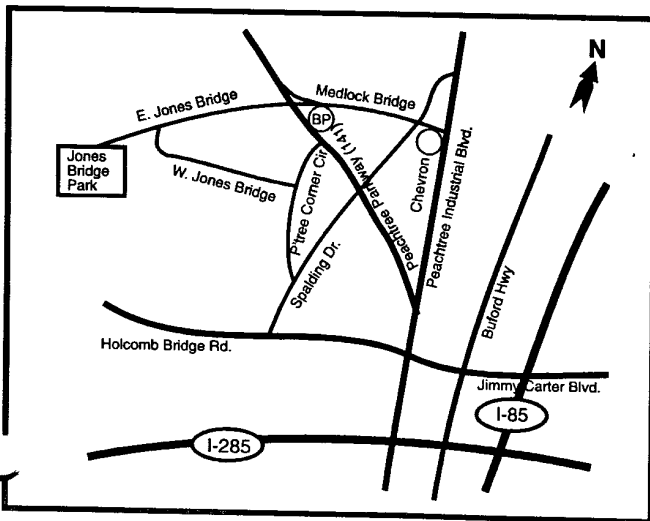 N
Medlock Bridge
E. Jones Bridge
BP
Jones
Bridge
Park
W. Jones Bridge
P'tree Corner Cir.
Peachtree Parkway (141)
Chevron
Peachtree Industrial Blvd.
Spalding Dr.
Buford Hwy
Holcomb Bridge Rd.
Jimmy Carter Blvd.
I-85
I-285